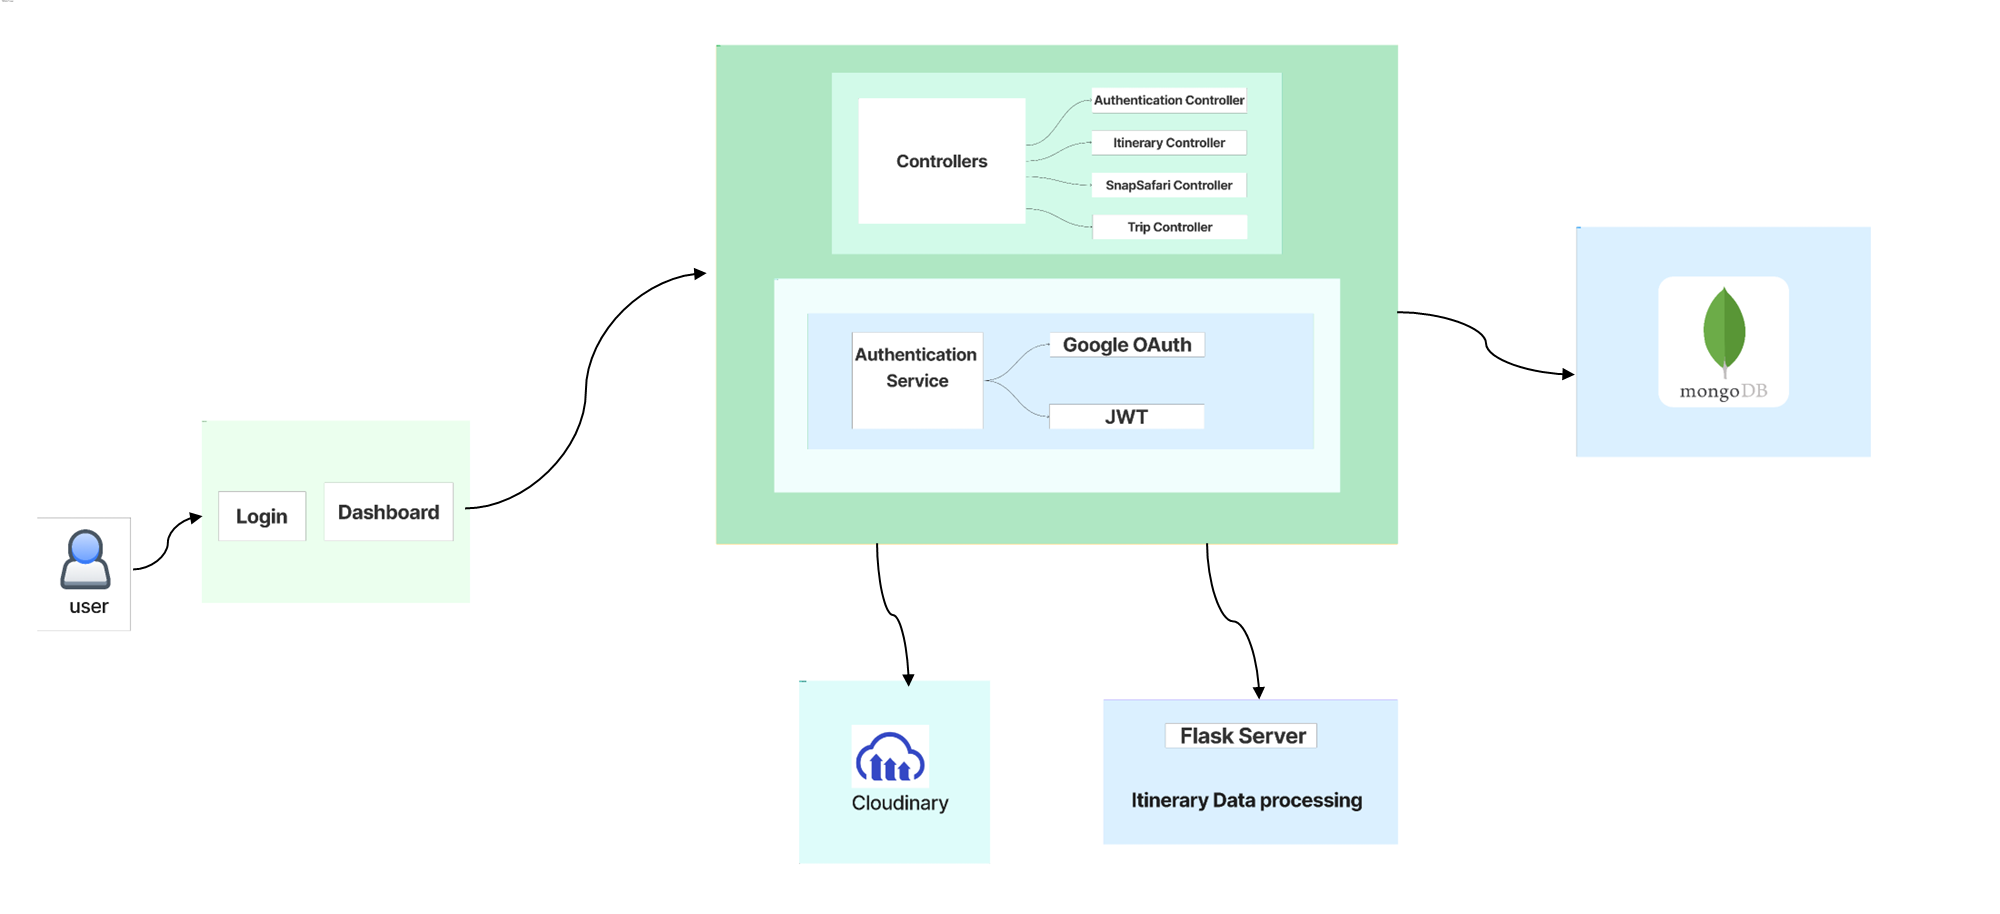 Controllers
Authentication Controller
Itinerary Controller
SnapSafari Controller
Trip Controller
Authentication
Service
Google OAuth
JWT
mongoDB
Login
Dashboard
user
Cloudinary
Flask Server
Itinerary Data processing